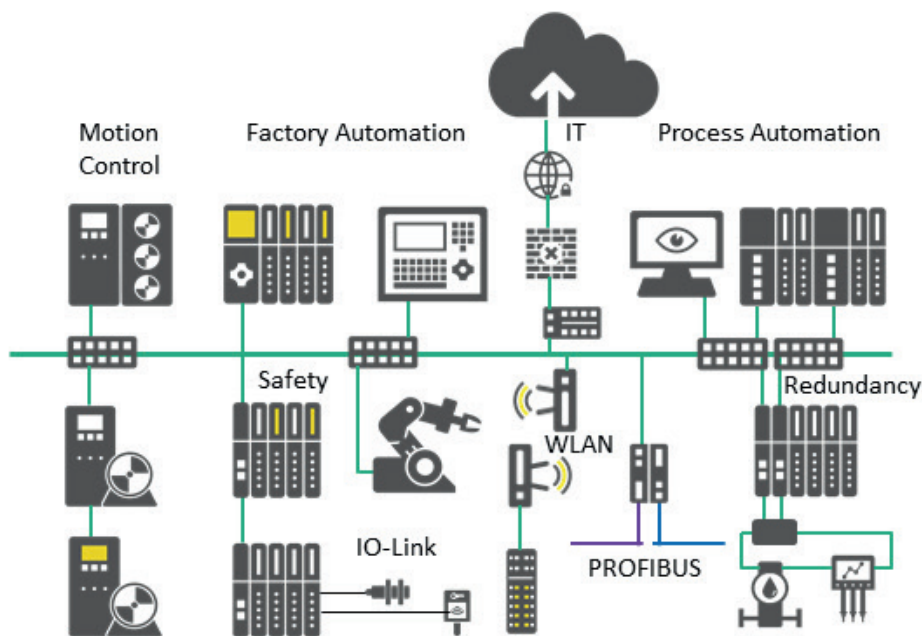 Motion
Control
Factory Automation
IT
Process Automation
Safety
Redundancy
WLAN
IO-Link
PROFIBUS